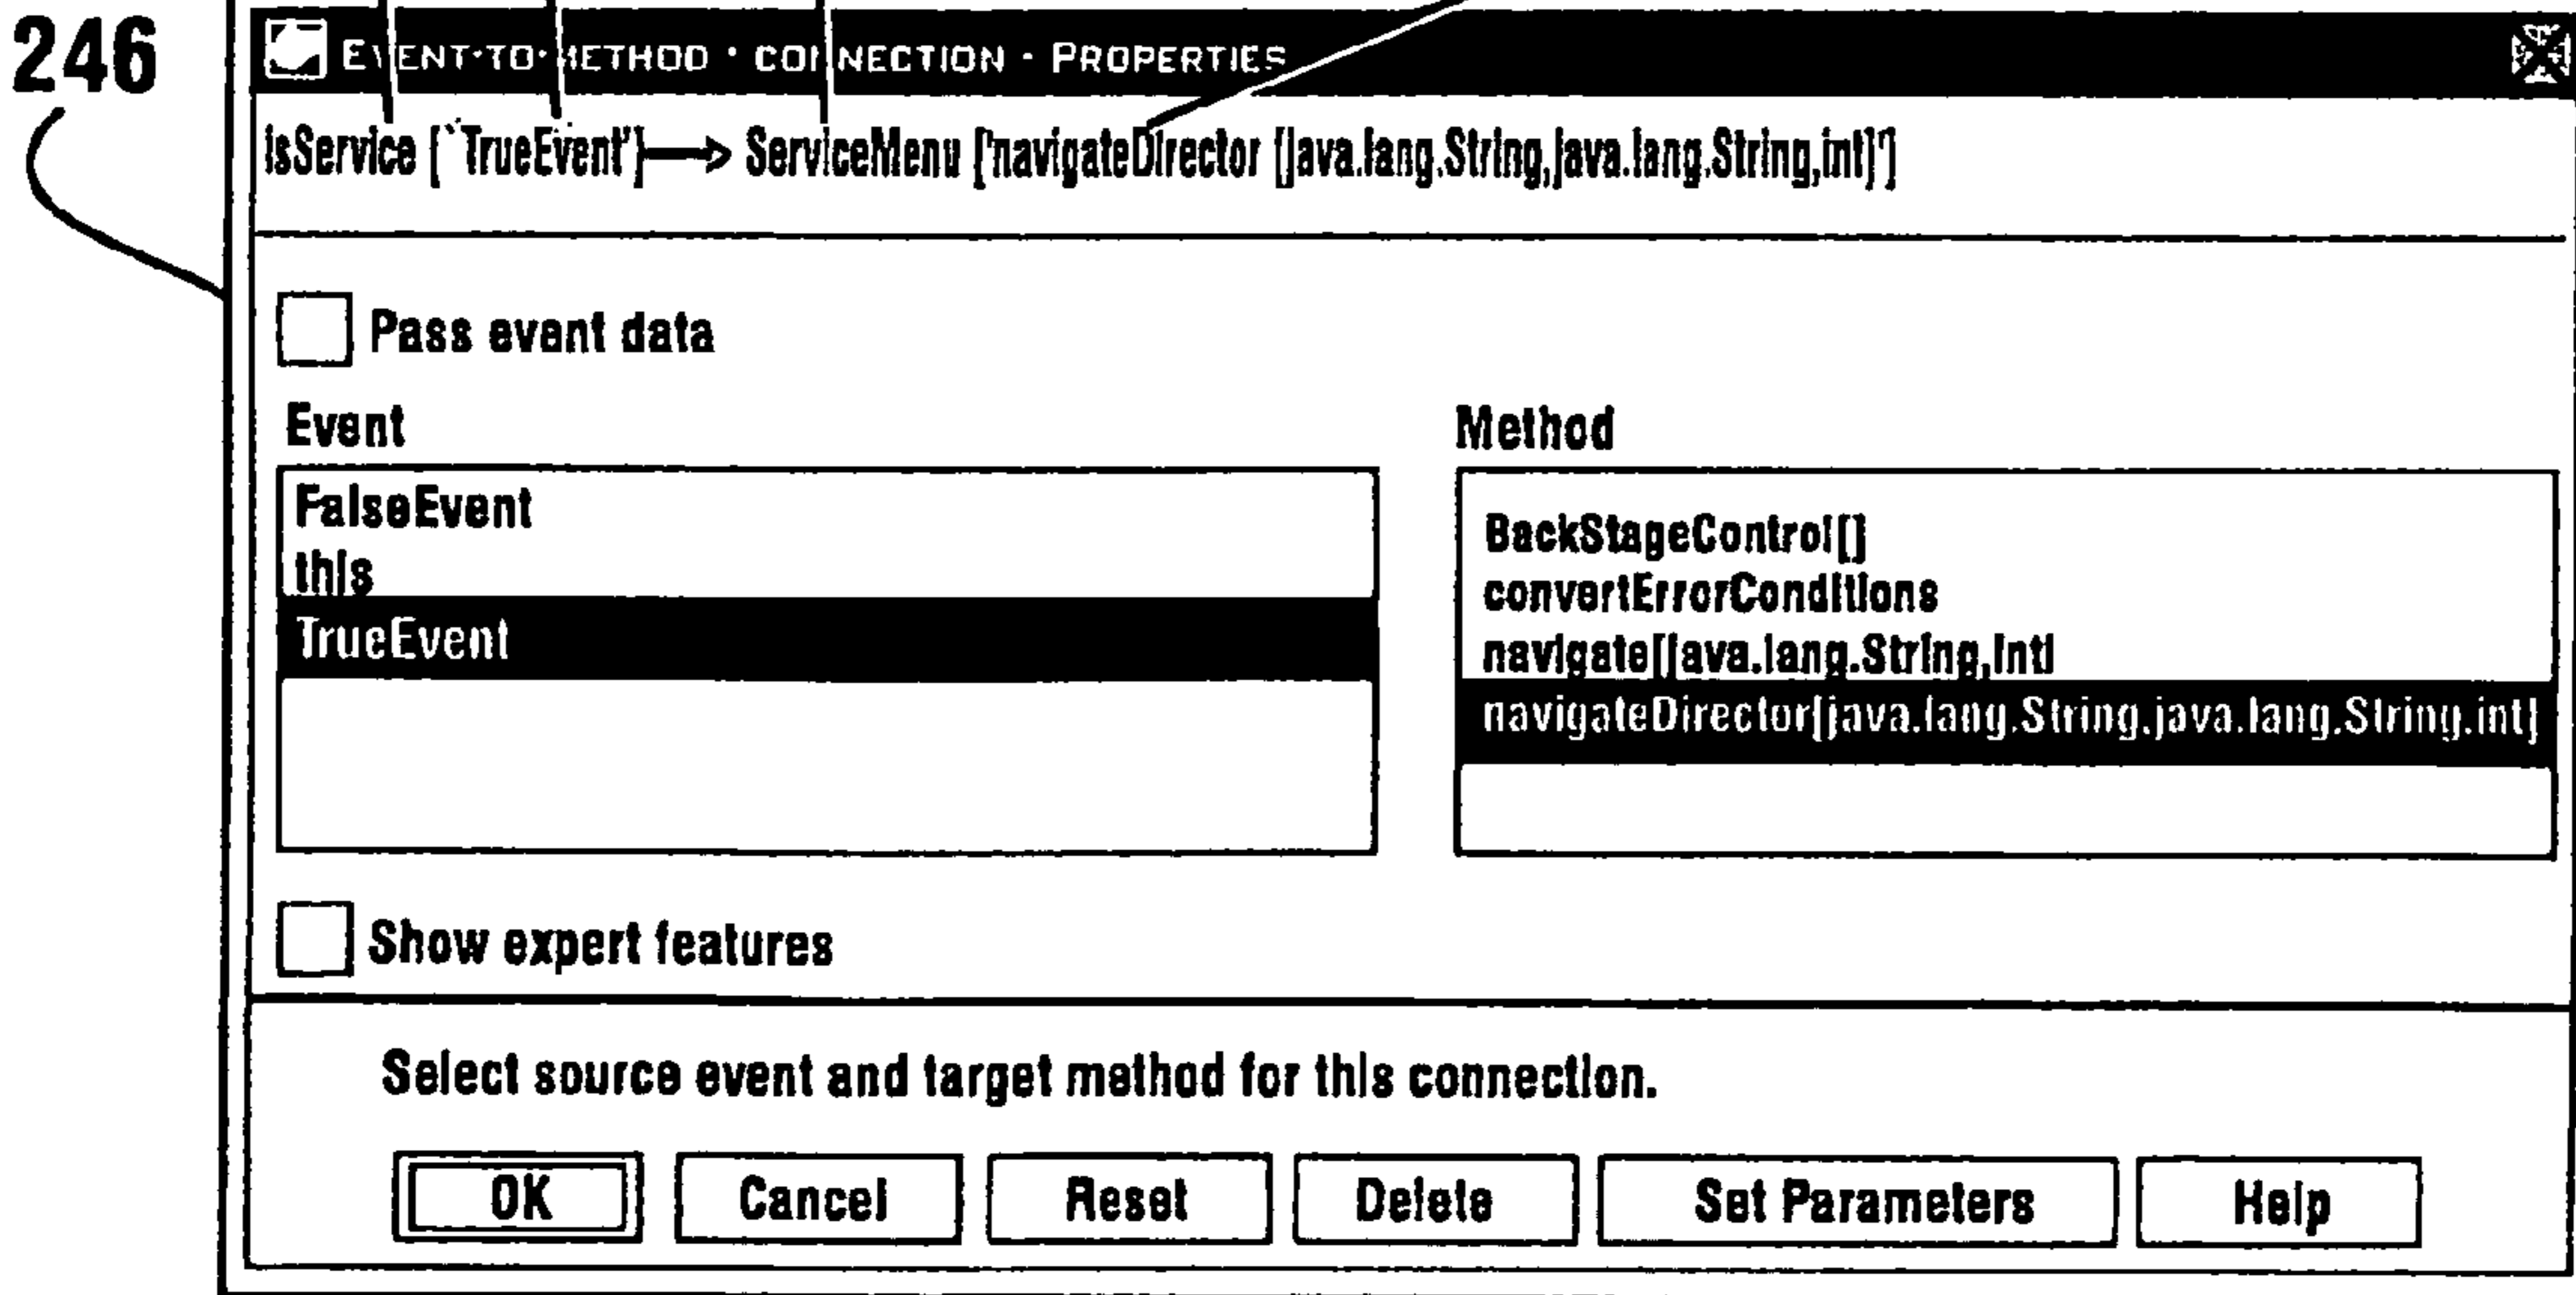 246
EVENT-TO-METHOD · CONNECTION - PROPERTIES
IsService [`TrueEvent'] → ServiceMenu ['navigateDirector [java.lang.String,java.lang.String,int]']
Pass event data
Event
Method
FalseEvent
this
TrueEvent
BackStageControl[]
convertErrorConditions
navigate[java.lang.String,int]
navigateDirector[java.lang.String.java.lang.String.int]
Show expert features
Select source event and target method for this connection.
OK Cancel Reset Delete Set Parameters Help